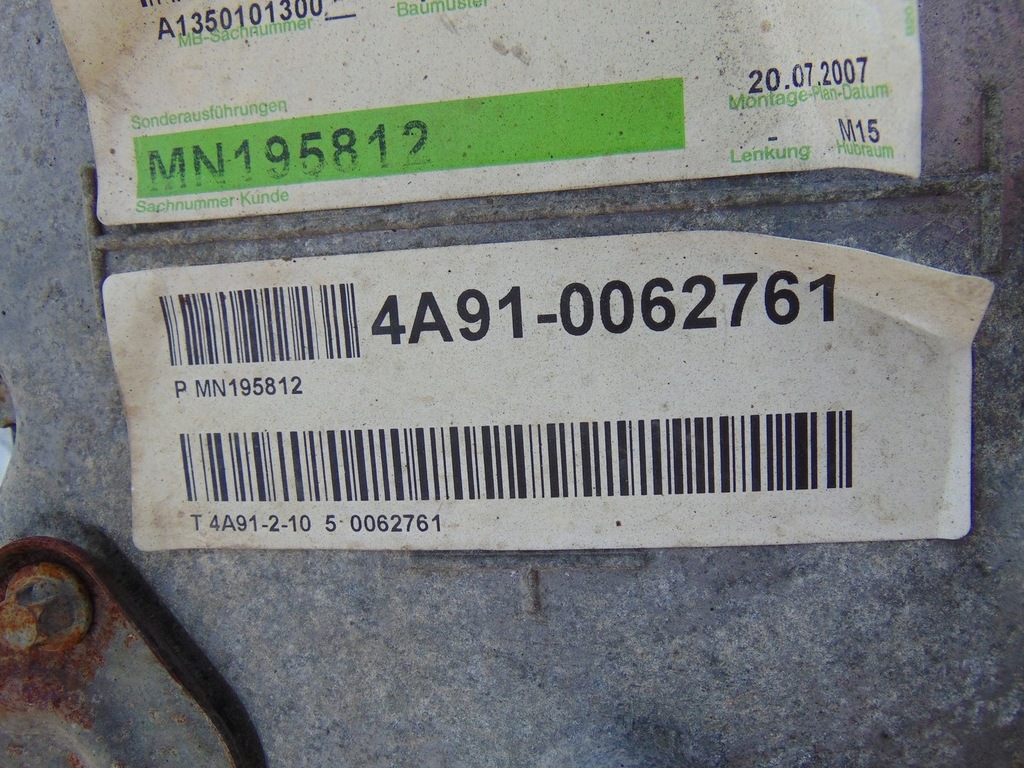 A1350101300
MB-Sachnummer
Baumuster
Sonderausführungen
20.07.2007
Montage-Plan-Datum
MN195812
- M15
Lenkung Hubraum
Sachnummer Kunde
4A91-0062761
P MN195812
T 4A91-2-10 5 0062761